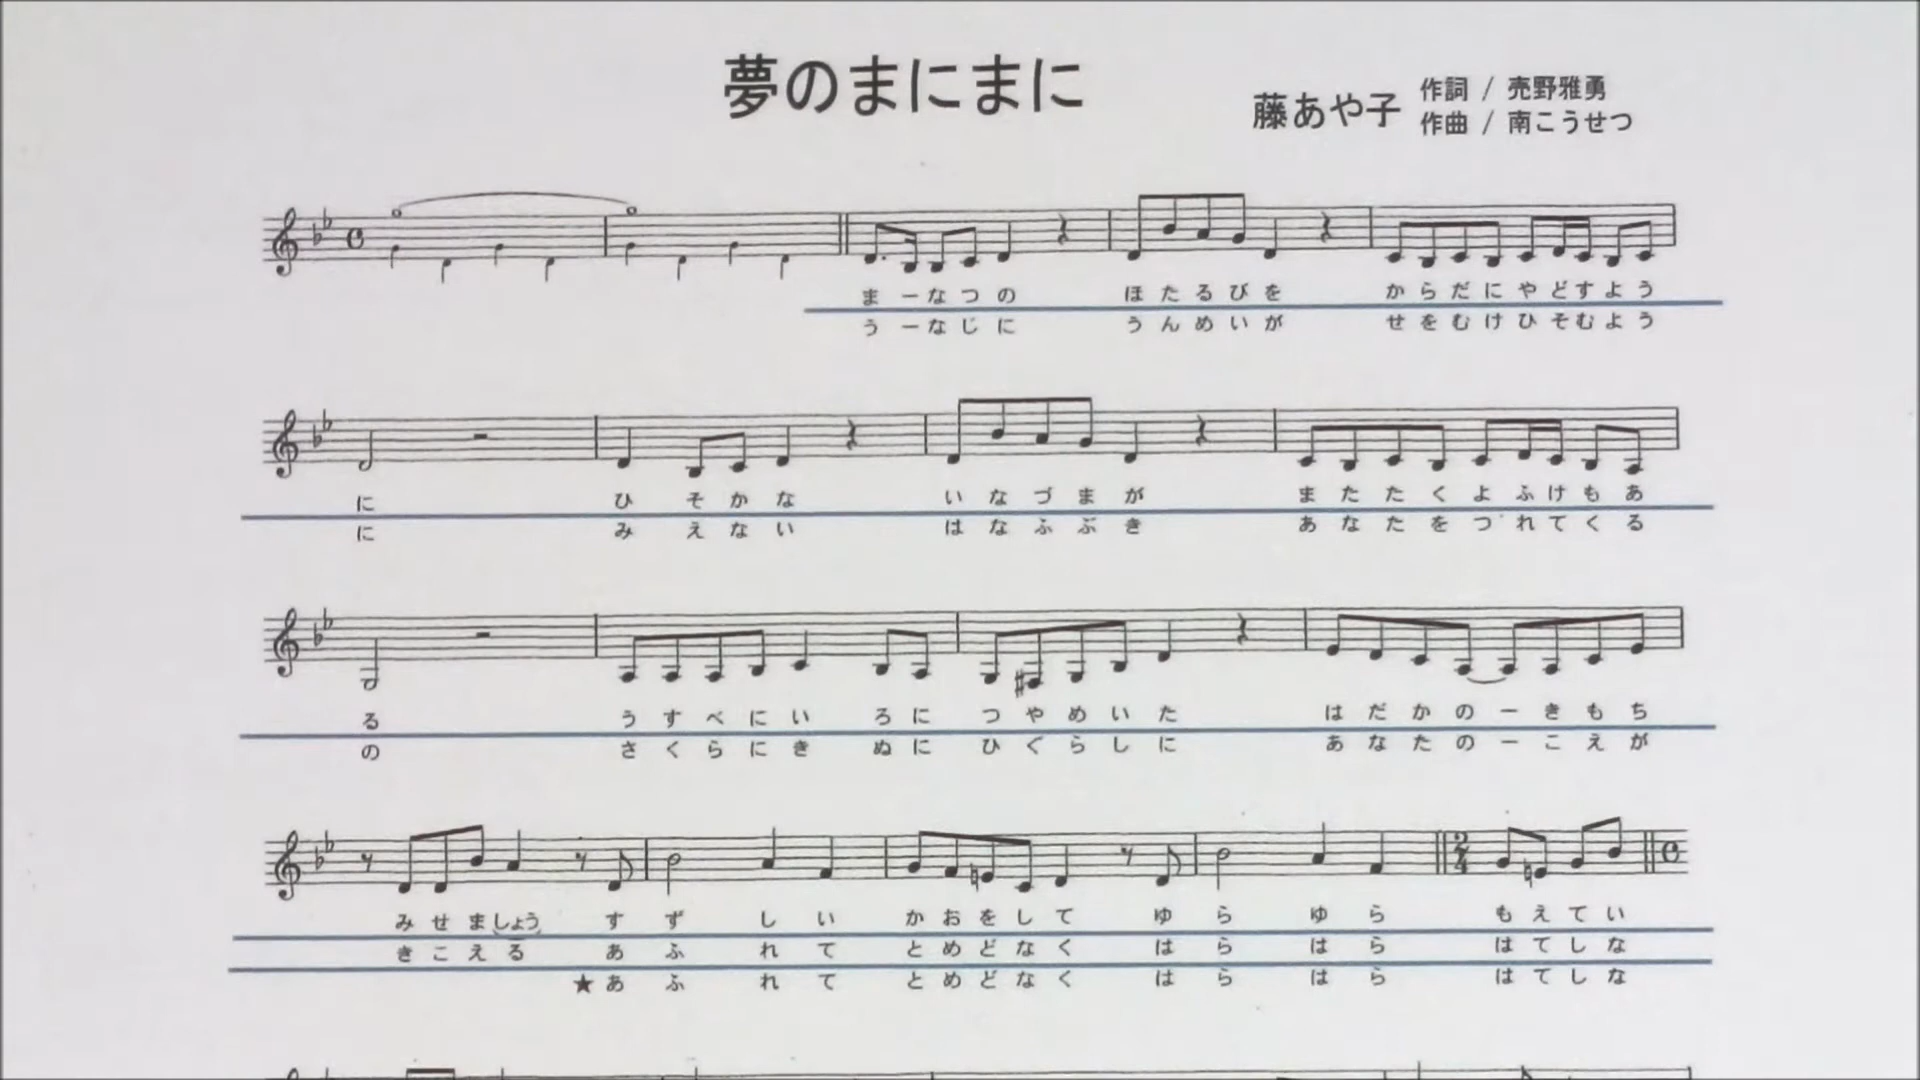 夢のまにまに
藤あや子
作詞 / 売野雅勇
作曲 / 南こうせつ
まーなつの ほたるびを からだにやどすよう
うーなじに うんめいが せをむけひそむよう
に ひそかな いなづまが またたくよふけもあ
に みえない はなふぶき あなたをつれてくる
る うすべにいろに つやめいた はだかのーきもち
の さくらにきぬに ひぐらしに あなたのーこえが
みせましょう すずしい かおをして ゆらゆら もえてい
きこえる あふれて とめどなく はらはら はてしな
★あふれて とめどなく はらはら はてしな